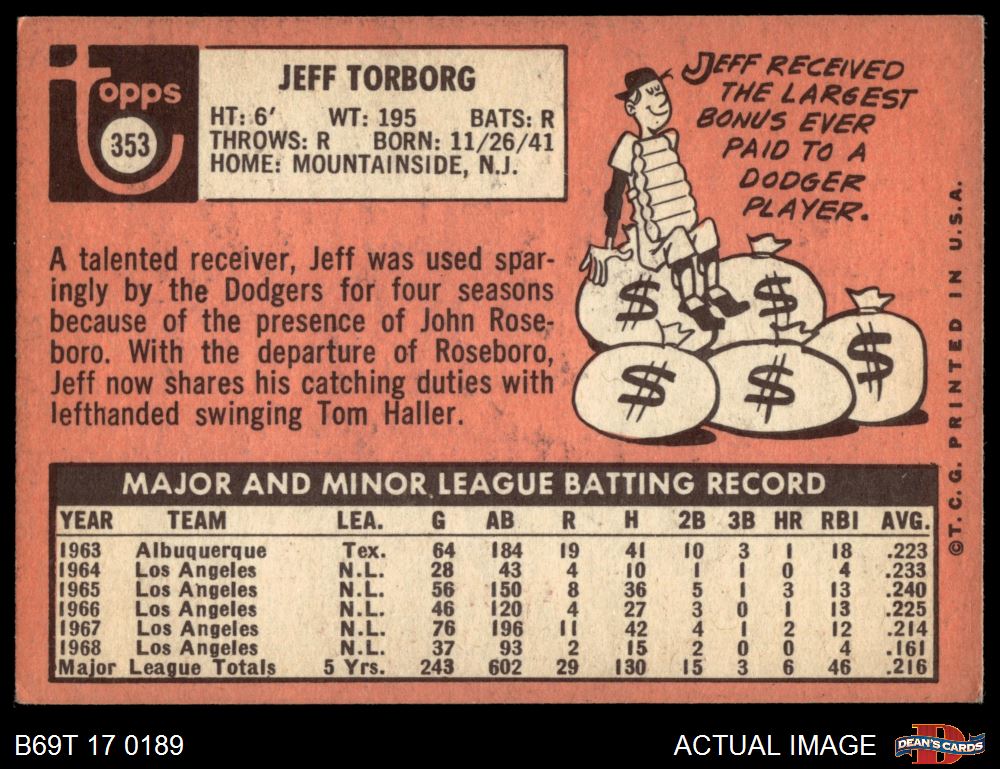 Topps
353
JEFF TORBORG
HT: 6' WT: 195 BATS: R
THROWS: R BORN: 11/26/41
HOME: MOUNTAINSIDE, N.J.
JEFF RECEIVED
THE LARGEST
BONUS EVER
PAID TO A
DODGER
PLAYER.
A talented receiver, Jeff was used spar-
ingly by the Dodgers for four seasons
because of the presence of John Rose-
boro. With the departure of Roseboro,
Jeff now shares his catching duties with
lefthanded swinging Tom Haller.
$ $ $ $ $
©T.C.G. PRINTED IN U.S.A.
MAJOR AND MINOR LEAGUE BATTING RECORD
YEAR TEAM LEA. G AB R H 2B 3B HR RBI AVG.
1963 Albuquerque Tex. 64 184 19 41 10 3 1 18 .223
1964 Los Angeles N.L. 28 43 4 10 1 1 0 4 .233
1965 Los Angeles N.L. 56 150 8 36 5 1 3 13 .240
1966 Los Angeles N.L. 46 120 4 27 3 0 1 13 .225
1967 Los Angeles N.L. 76 196 11 42 4 1 2 12 .214
1968 Los Angeles N.L. 37 93 2 15 2 0 0 4 .161
Major League Totals 5 Yrs. 243 602 29 130 15 3 6 46 .216
B69T 17 0189
ACTUAL IMAGE
D
DEAN'S CARDS